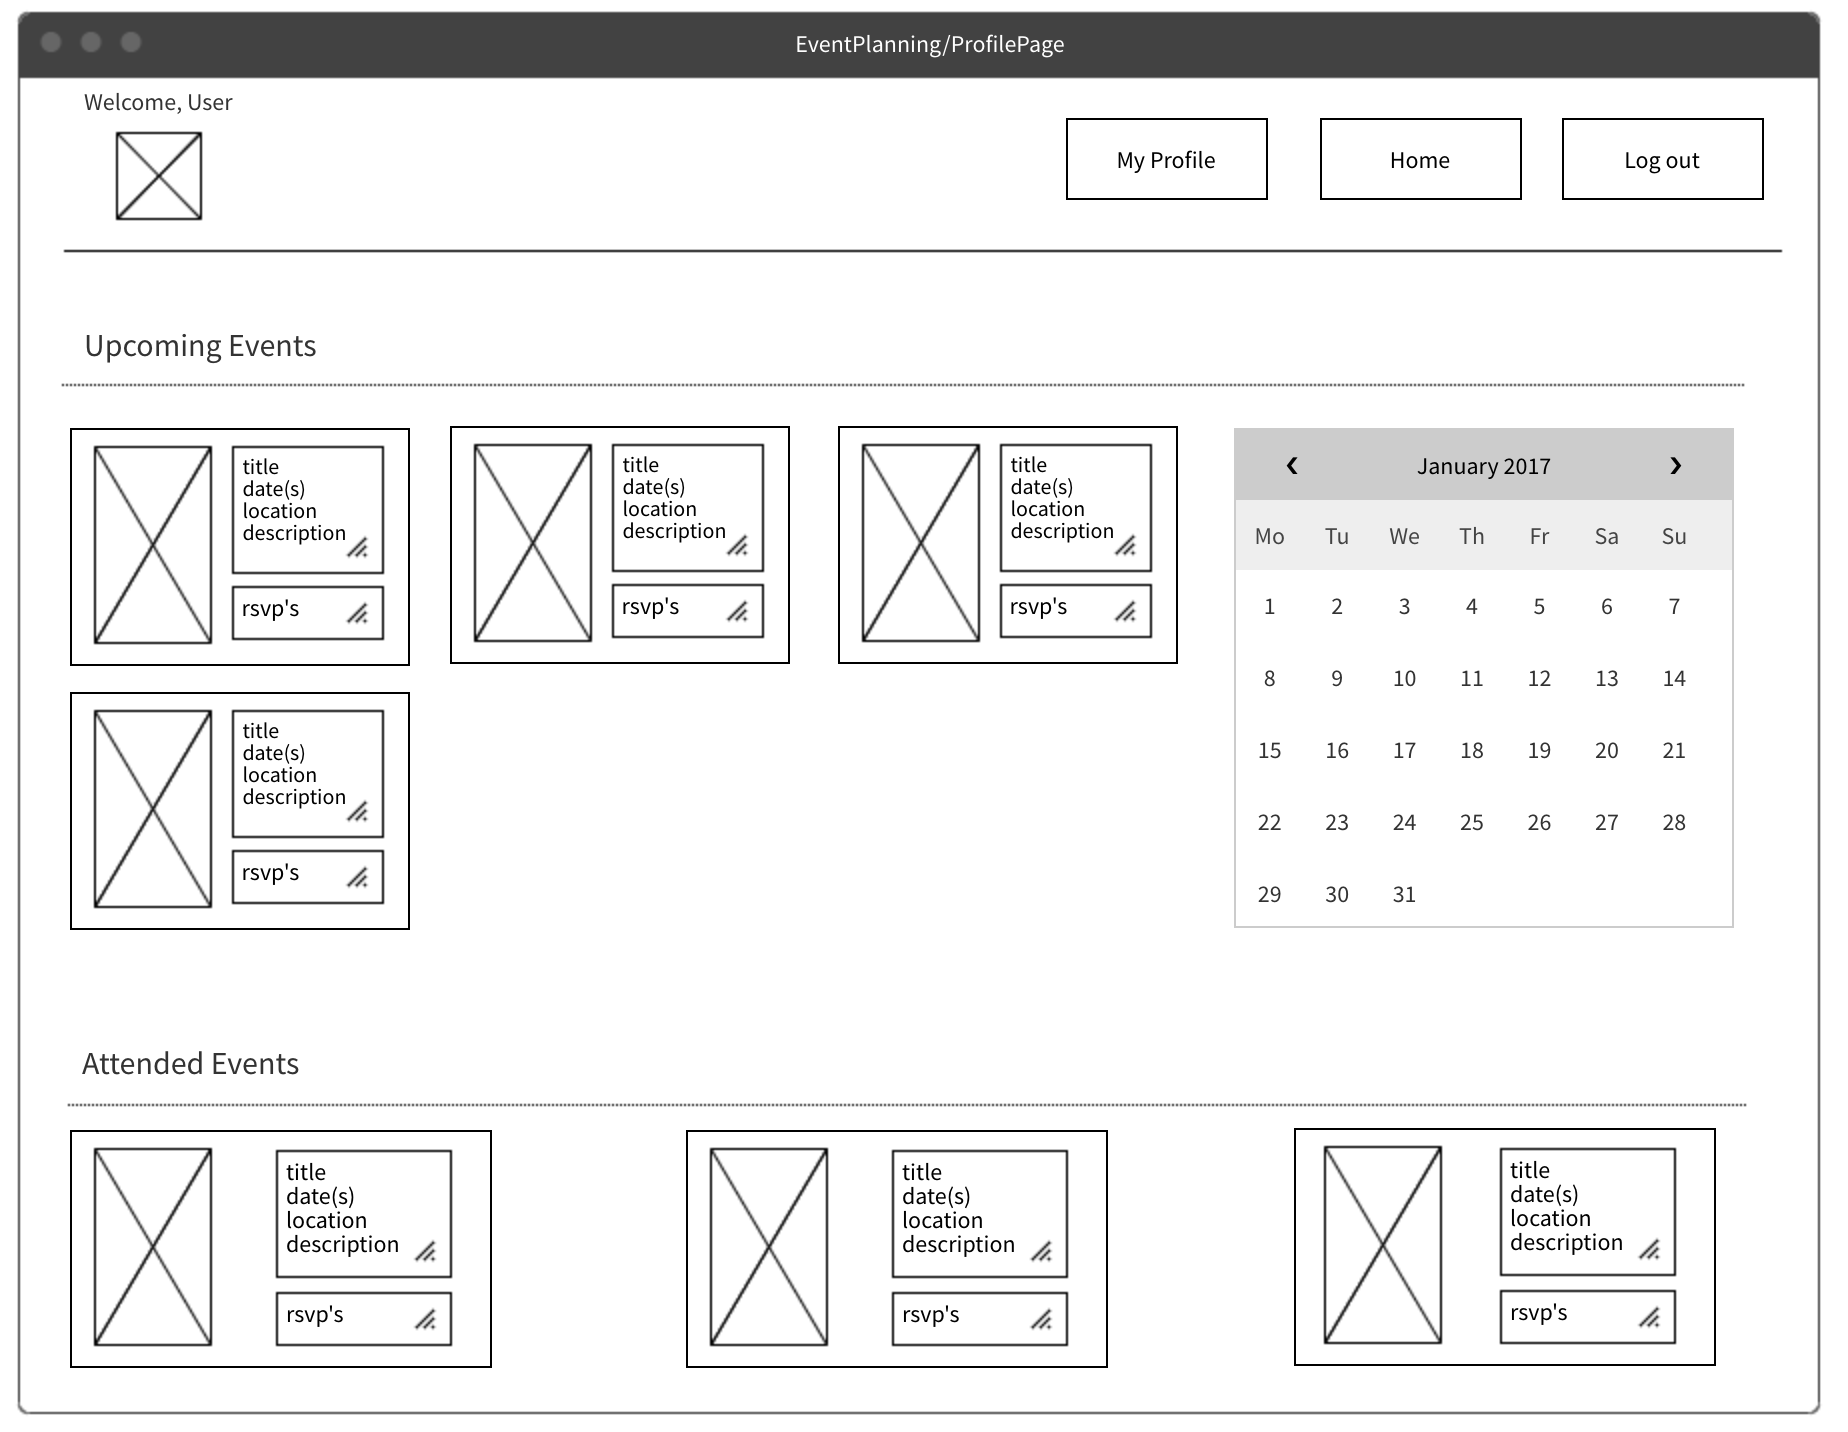 EventPlanning/ProfilePage
Welcome, User
My Profile
Home
Log out
Upcoming Events
title
date(s)
location
description
rsvp's
title
date(s)
location
description
rsvp's
title
date(s)
location
description
rsvp's
‹ January 2017 ›
Mo Tu We Th Fr Sa Su
1 2 3 4 5 6 7
8 9 10 11 12 13 14
15 16 17 18 19 20 21
22 23 24 25 26 27 28
29 30 31
title
date(s)
location
description
rsvp's
Attended Events
title
date(s)
location
description
rsvp's
title
date(s)
location
description
rsvp's
title
date(s)
location
description
rsvp's